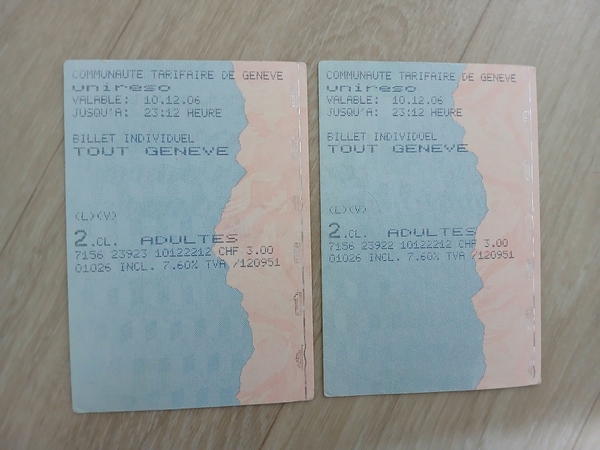 COMMUNAUTE TARIFAIRE DE GENEVE
unireso
VALABLE: 10.12.06
JUSQU'A: 23:12 HEURE
BILLET INDIVIDUEL
TOUT GENEVE
(L)(V)
2.CL. ADULTES
7156 23923 10122212 CHF 3.00
01026 INCL. 7.60% TVA /120951
COMMUNAUTE TARIFAIRE DE GENEVE
unireso
VALABLE: 10.12.06
JUSQU'A: 23:12 HEURE
BILLET INDIVIDUEL
TOUT GENEVE
(L)(V)
2.CL. ADULTES
7156 23922 10122212 CHF 3.00
01026 INCL. 7.60% TVA /120951